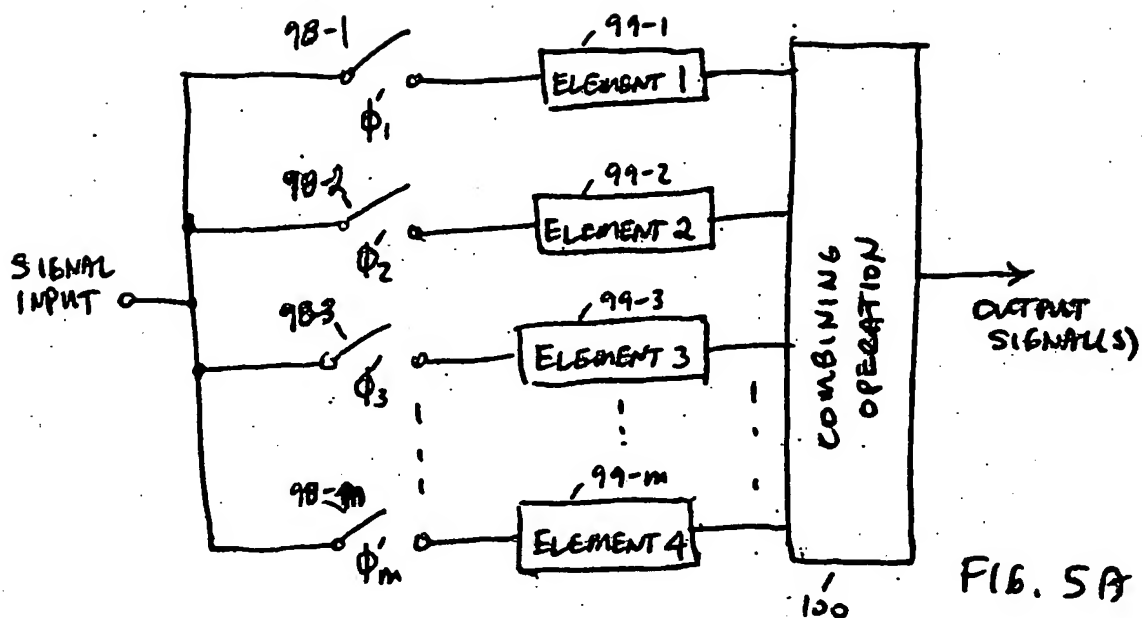 98-1
99-1
ELEMENT 1
ϕ'1
98-2
99-2
ELEMENT 2
ϕ'2
SIGNAL
INPUT
98-3
99-3
ELEMENT 3
ϕ'3
98-m
99-m
ELEMENT 4
ϕ'm
COMBINING
OPERATION
OUTPUT
SIGNAL(S)
100
FIG. 5A